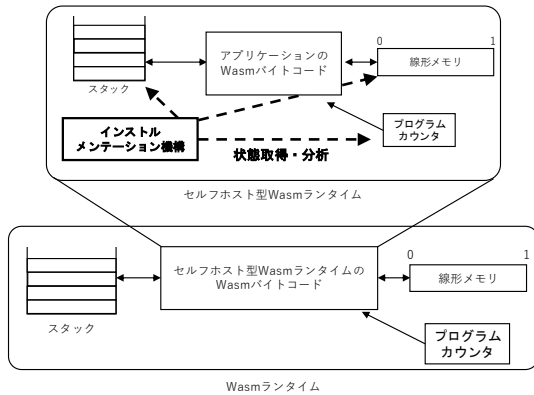 アプリケーションの
Wasmバイトコード
0
1
線形メモリ
スタック
プログラム
カウンタ
インストル
メンテーション機構
状態取得・分析
セルフホスト型Wasmランタイム
セルフホスト型Wasmランタイムの
Wasmバイトコード
0
1
線形メモリ
スタック
プログラム
カウンタ
Wasmランタイム